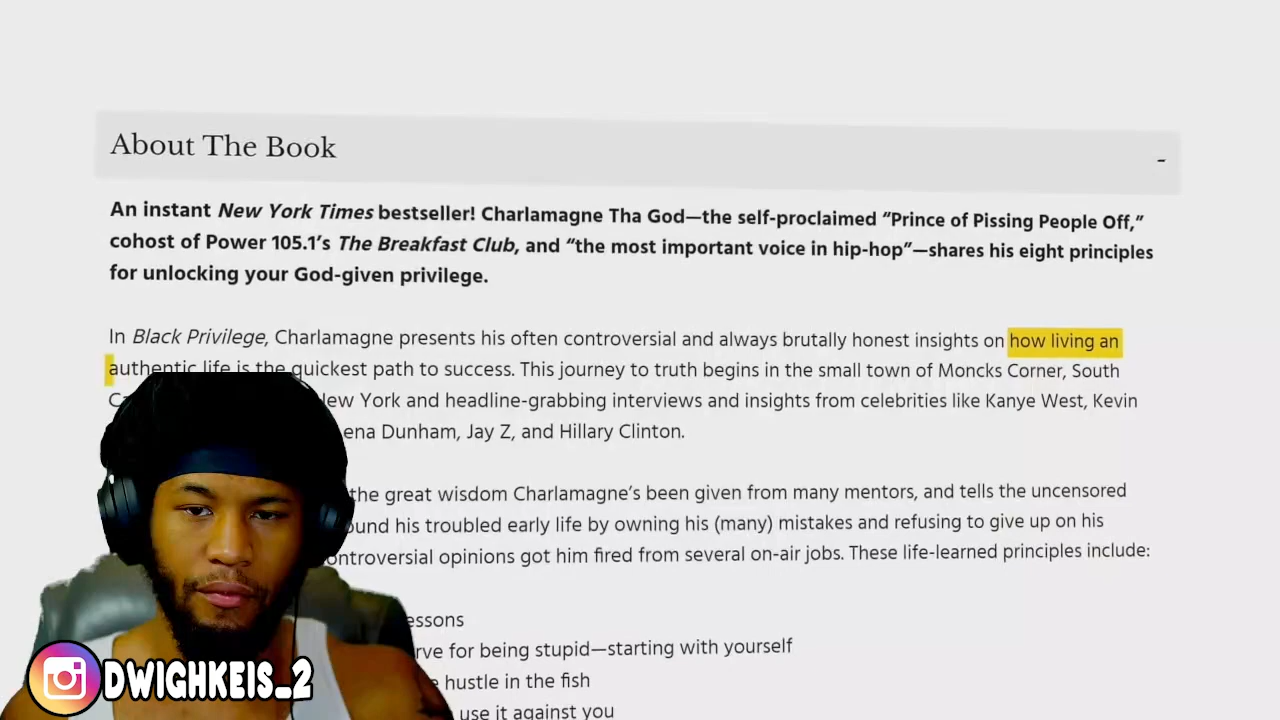 About The Book
-
An instant New York Times bestseller! Charlamagne Tha God—the self-proclaimed “Prince of Pissing People Off,”
cohost of Power 105.1’s The Breakfast Club, and “the most important voice in hip-hop”—shares his eight principles
for unlocking your God-given privilege.
In Black Privilege, Charlamagne presents his often controversial and always brutally honest insights on how living an
authentic life is the quickest path to success. This journey to truth begins in the small town of Moncks Corner, South
New York and headline-grabbing interviews and insights from celebrities like Kanye West, Kevin
ena Dunham, Jay Z, and Hillary Clinton.
the great wisdom Charlamagne’s been given from many mentors, and tells the uncensored
ound his troubled early life by owning his (many) mistakes and refusing to give up on his
ontroversial opinions got him fired from several on-air jobs. These life-learned principles include:
essons
rve for being stupid—starting with yourself
hustle in the fish
use it against you
DWIGHKEIS_2